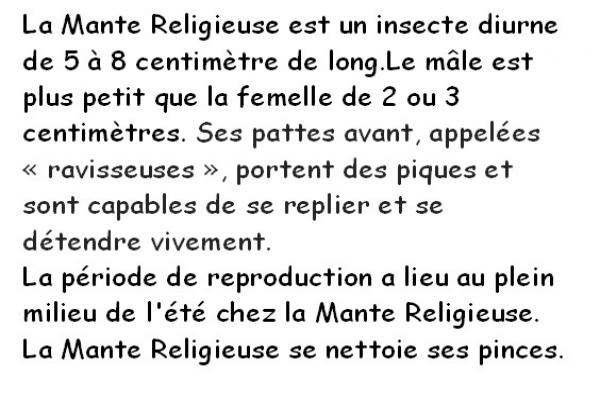 La Mante Religieuse est un insecte diurne
de 5 à 8 centimètre de long.Le mâle est
plus petit que la femelle de 2 ou 3
centimètres. Ses pattes avant, appelées
« ravisseuses », portent des piques et
sont capables de se replier et se
détendre vivement.
La période de reproduction a lieu au plein
milieu de l'été chez la Mante Religieuse.
La Mante Religieuse se nettoie ses pinces.